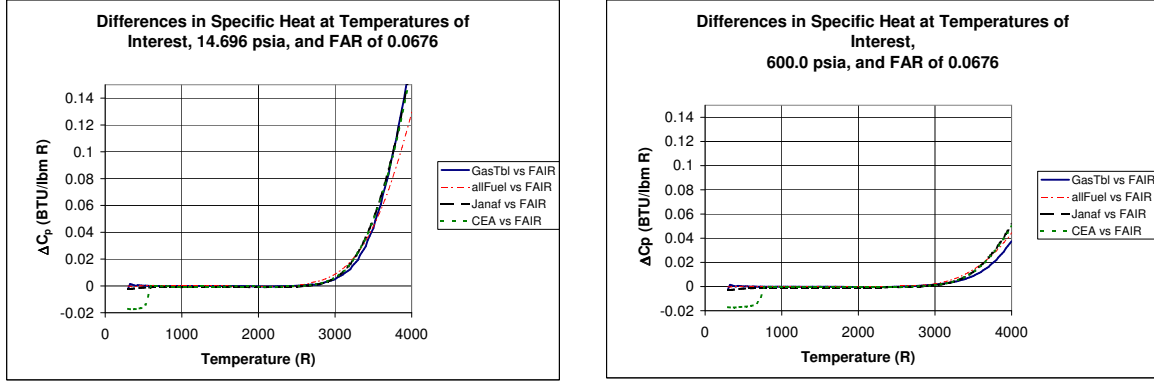 Differences in Specific Heat at Temperatures of
Interest, 14.696 psia, and FAR of 0.0676
0.14
0.12
0.1
0.08
0.06
0.04
0.02
0
-0.02
ΔCp (BTU/lbm R)
0
1000
2000
3000
4000
Temperature (R)
GasTbl vs FAIR
allFuel vs FAIR
Janaf vs FAIR
CEA vs FAIR
Differences in Specific Heat at Temperatures of
Interest,
600.0 psia, and FAR of 0.0676
0.14
0.12
0.1
0.08
0.06
0.04
0.02
0
-0.02
ΔCp (BTU/lbm R)
0
1000
2000
3000
4000
Temperature (R)
GasTbl vs FAIR
allFuel vs FAIR
Janaf vs FAIR
CEA vs FAIR